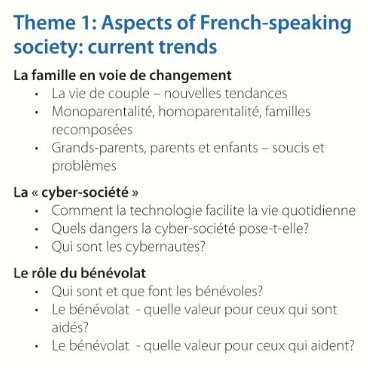 Theme 1: Aspects of French-speaking
society: current trends
La famille en voie de changement
• La vie de couple – nouvelles tendances
• Monoparentalité, homoparentalité, familles
recomposées
• Grands-parents, parents et enfants – soucis et
problèmes
La « cyber-société »
• Comment la technologie facilite la vie quotidienne
• Quels dangers la cyber-société pose-t-elle?
• Qui sont les cybernautes?
Le rôle du bénévolat
• Qui sont et que font les bénévoles?
• Le bénévolat - quelle valeur pour ceux qui sont
aidés?
• Le bénévolat - quelle valeur pour ceux qui aident?